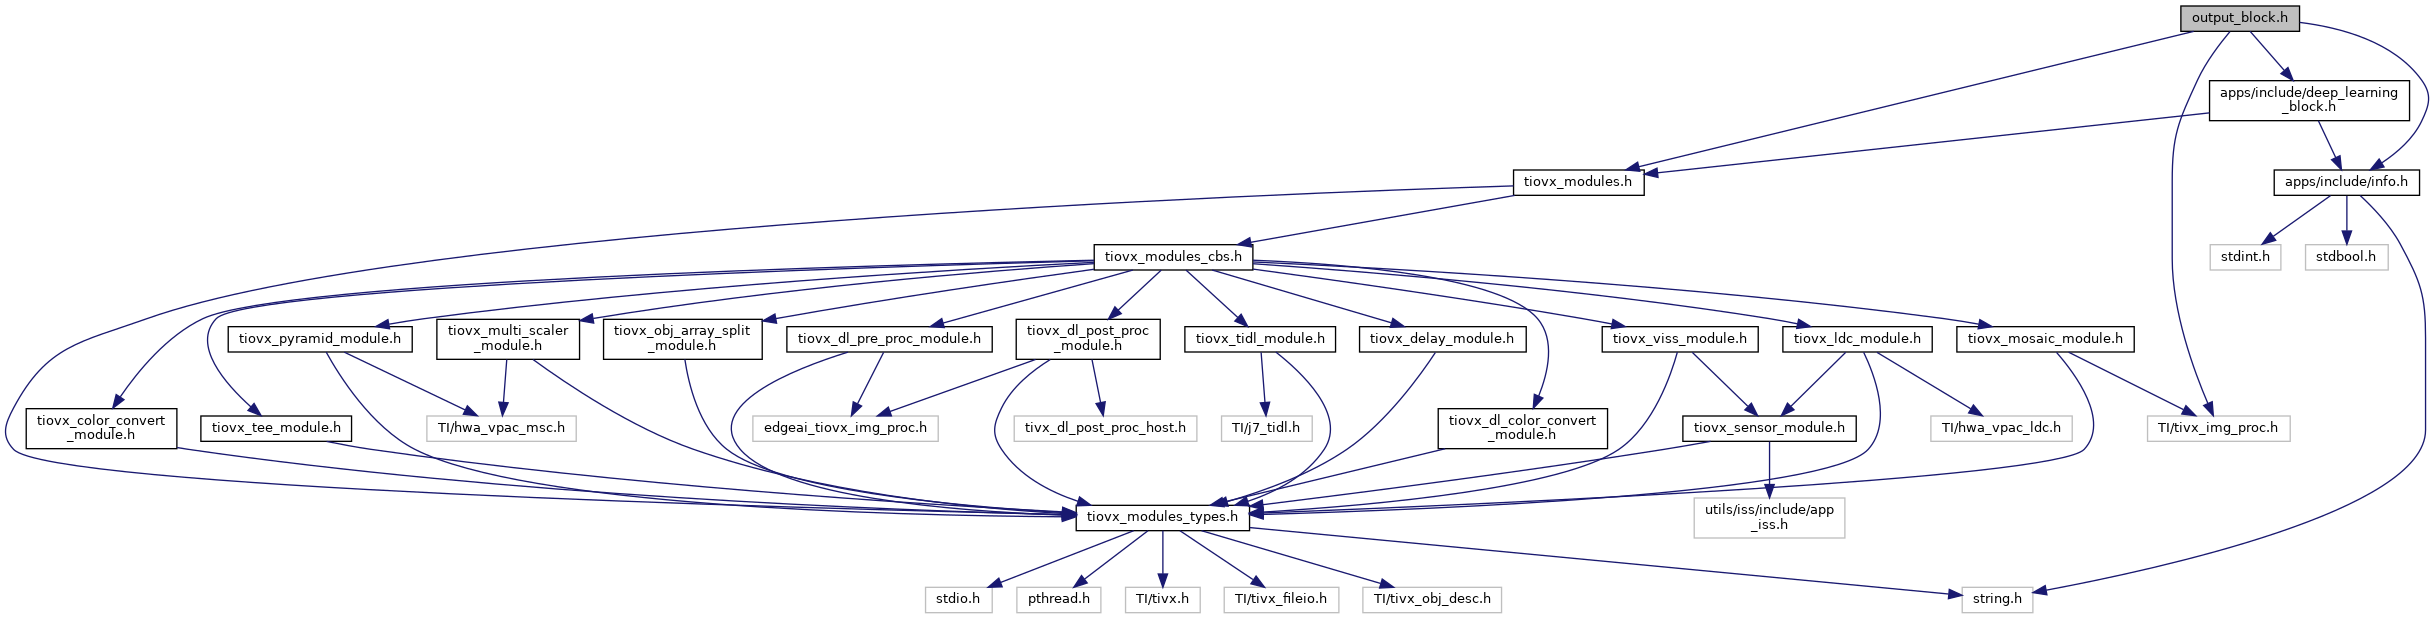 output_block.h
apps/include/deep_learning
_block.h
tiovx_modules.h
apps/include/info.h
tiovx_modules_cbs.h
stdint.h
stdbool.h
tiovx_pyramid_module.h
tiovx_multi_scaler
_module.h
tiovx_obj_array_split
_module.h
tiovx_dl_pre_proc_module.h
tiovx_dl_post_proc
_module.h
tiovx_tidl_module.h
tiovx_delay_module.h
tiovx_viss_module.h
tiovx_ldc_module.h
tiovx_mosaic_module.h
tiovx_color_convert
_module.h
tiovx_tee_module.h
TI/hwa_vpac_msc.h
edgeai_tiovx_img_proc.h
tivx_dl_post_proc_host.h
TI/j7_tidl.h
tiovx_dl_color_convert
_module.h
tiovx_sensor_module.h
TI/hwa_vpac_ldc.h
TI/tivx_img_proc.h
tiovx_modules_types.h
utils/iss/include/app
_iss.h
stdio.h
pthread.h
TI/tivx.h
TI/tivx_fileio.h
TI/tivx_obj_desc.h
string.h